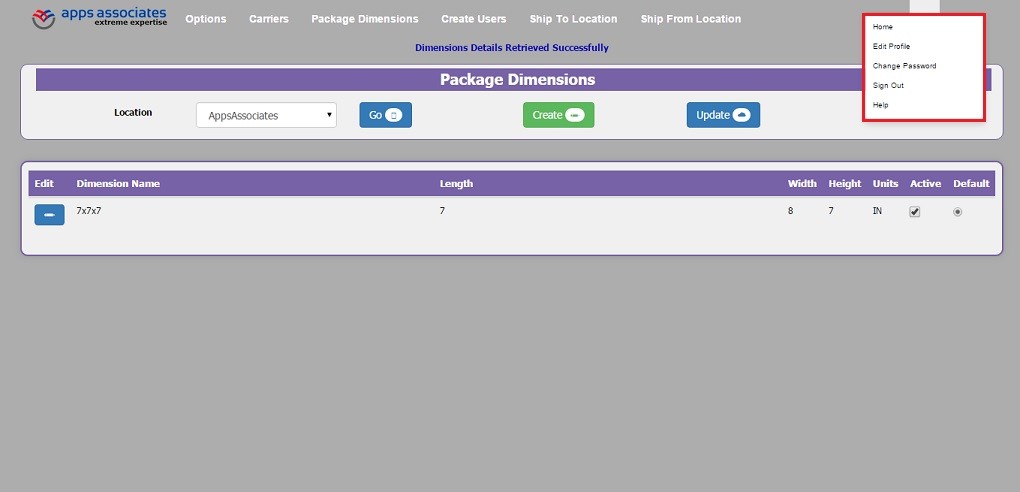 apps associates
extreme expertise
Options Carriers Package Dimensions Create Users Ship To Location Ship From Location
Home
Edit Profile
Change Password
Sign Out
Help
Dimensions Details Retrieved Successfully
Package Dimensions
Location AppsAssociates Go Create Update
Edit Dimension Name Length Width Height Units Active Default
7x7x7 7 8 7 IN